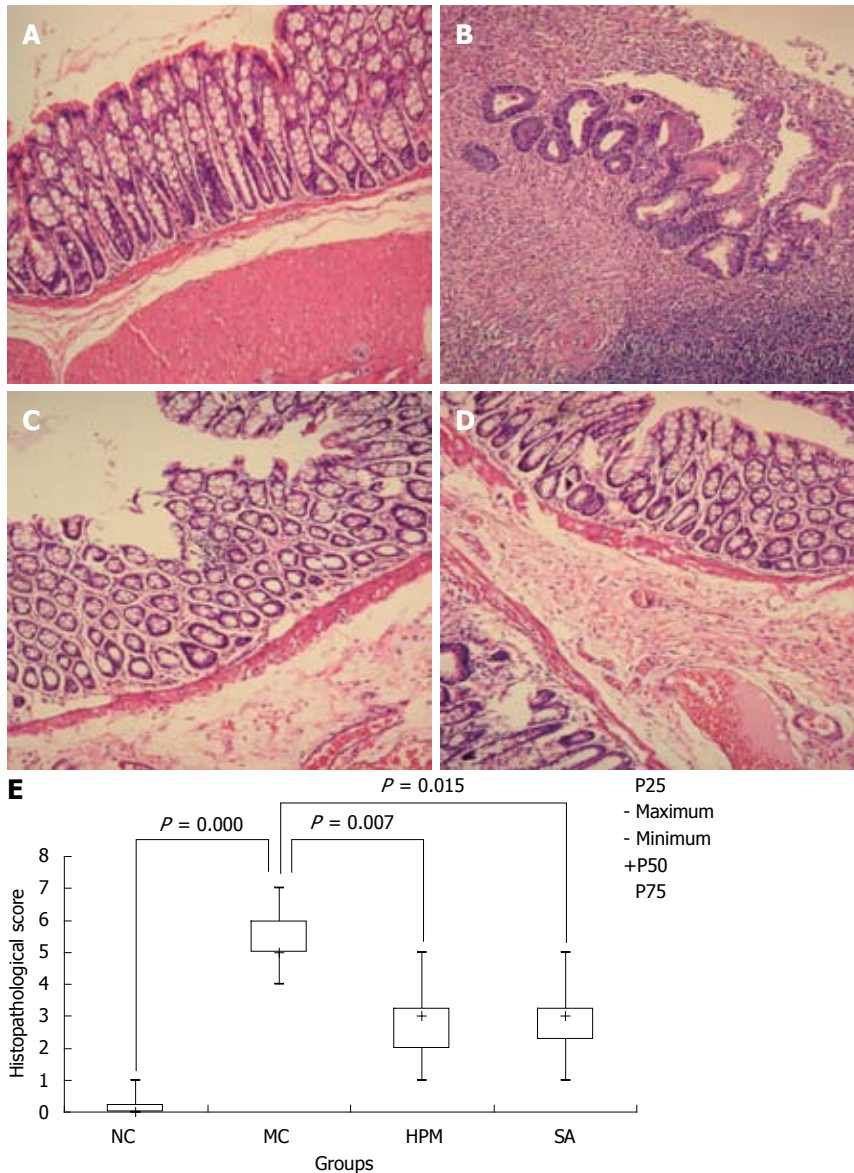 A
B
C
D
E
P = 0.015
P = 0.000
P = 0.007
P25
- Maximum
- Minimum
+P50
P75
Histopathological score
8
7
6
5
4
3
2
1
0
NC
MC
HPM
SA
Groups